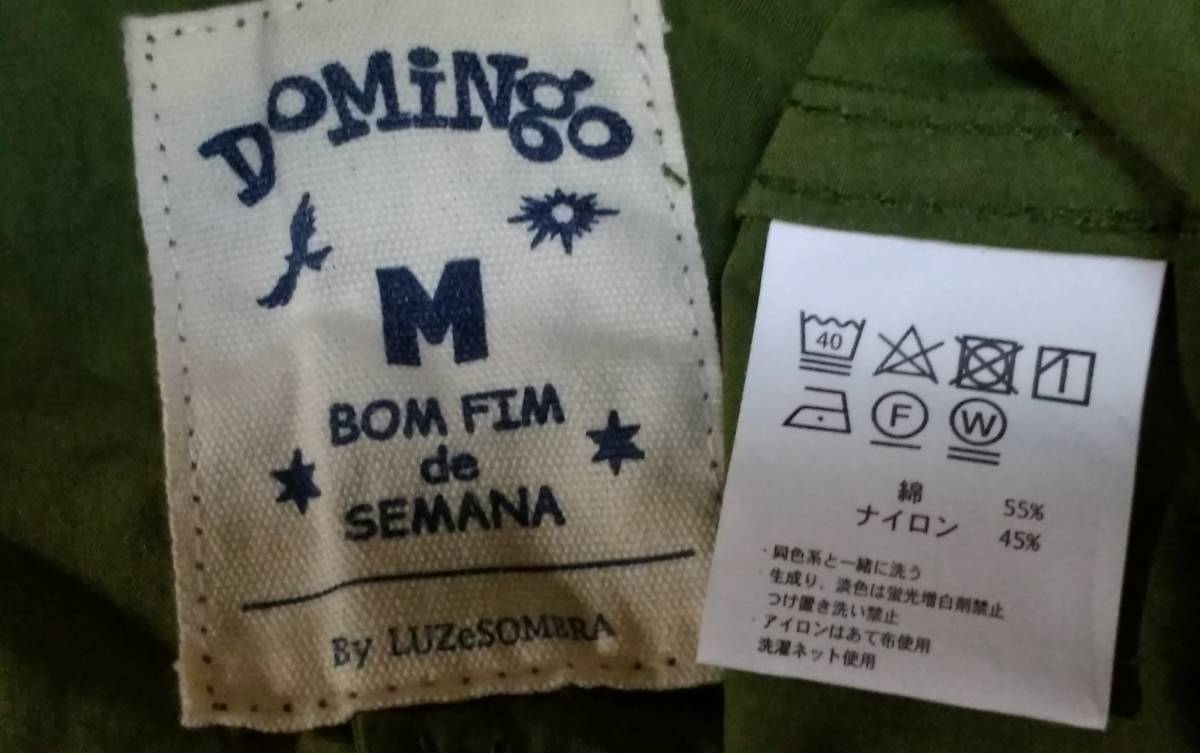 DOMiNgo
M
BOM FIM
de
SEMANA
By LUZeSOMBRA
40
F W
綿 55%
ナイロン 45%
・同色系と一緒に洗う
・生成り、淡色は蛍光増白剤禁止
つけ置き洗い禁止
・アイロンはあて布使用
洗濯ネット使用